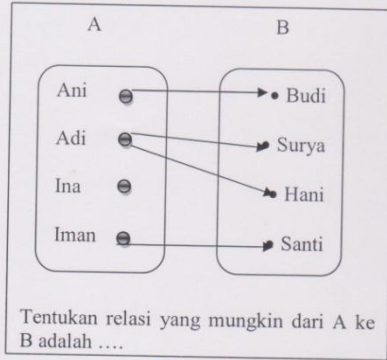 A B
Ani Budi
Adi Surya
Ina Hani
Iman Santi
Tentukan relasi yang mungkin dari A ke
B adalah ....